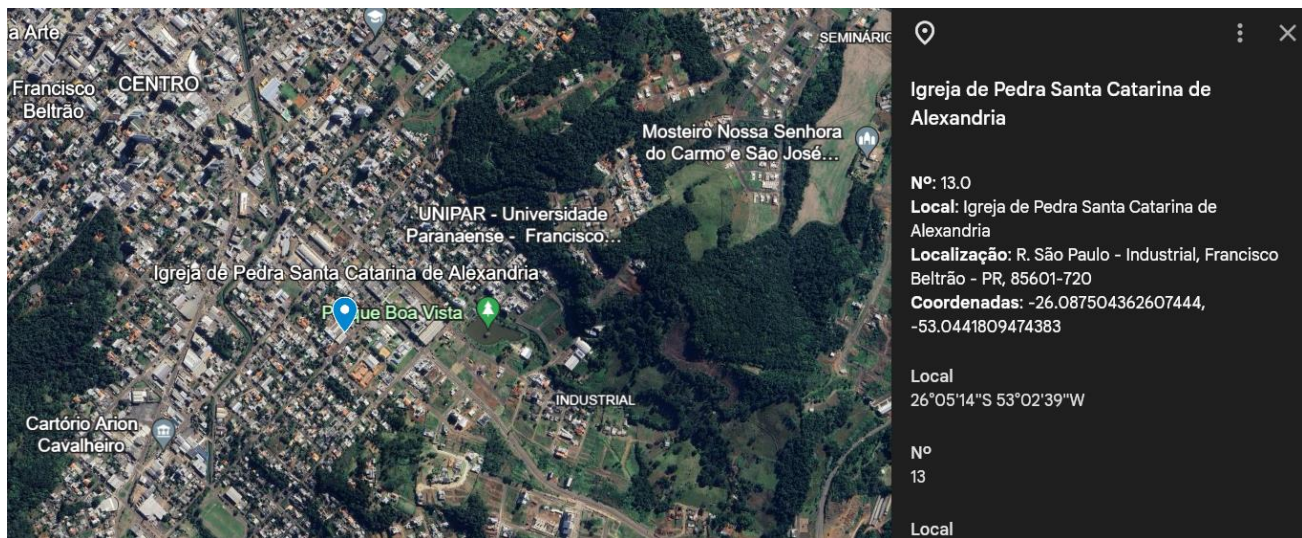 a Arte
SEMINÁRIO
Francisco
Beltrão
CENTRO
Mosteiro Nossa Senhora
do Carmo e São José...
UNIPAR - Universidade
Paranaense - Francisco...
Igreja de Pedra Santa Catarina de Alexandria
P que Boa Vista
INDUSTRIAL
Cartório Arion
Cavalheiro
Igreja de Pedra Santa Catarina de
Alexandria
Nº: 13.0
Local: Igreja de Pedra Santa Catarina de
Alexandria
Localização: R. São Paulo - Industrial, Francisco
Beltrão - PR, 85601-720
Coordenadas: -26.087504362607444,
-53.0441809474383
Local
26°05'14"S 53°02'39"W
Nº
13
Local